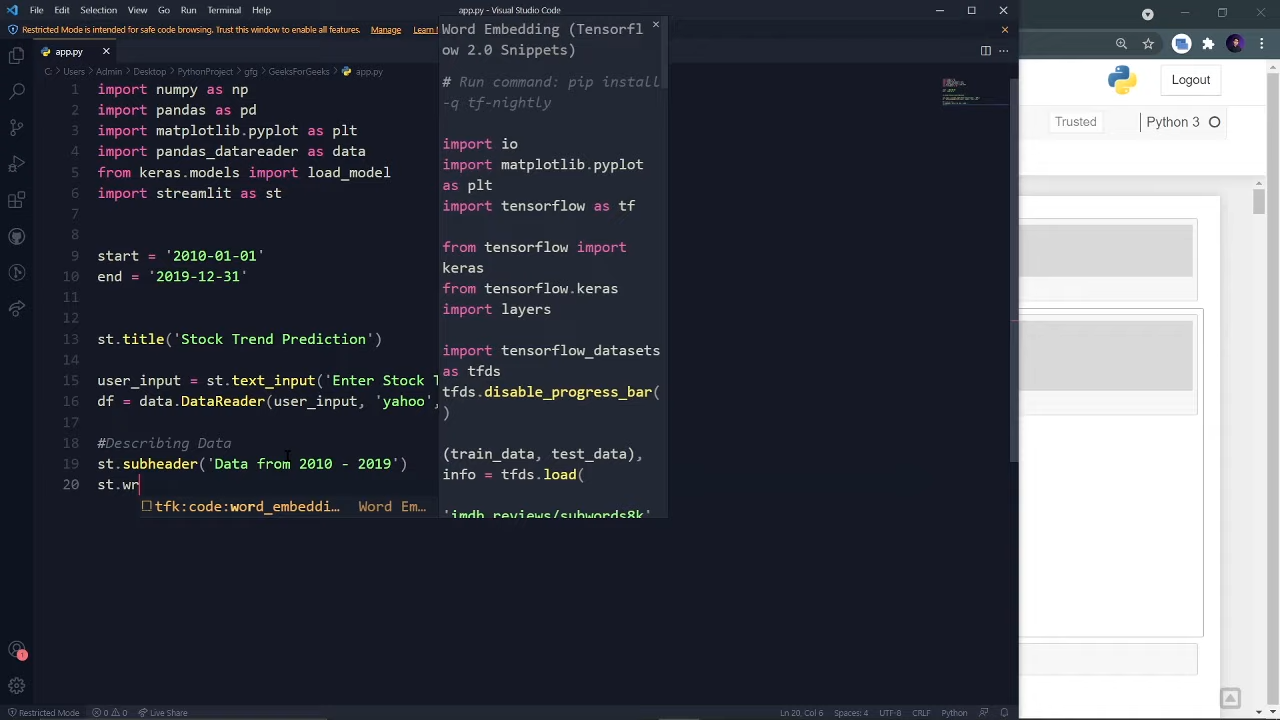 File Edit Selection View Go Run Terminal Help
app.py - Visual Studio Code
Restricted Mode is intended for safe code browsing. Trust this window to enable all features. Manage Learn
app.py
C: > Users > Admin > Desktop > PythonProject > gfg > GeeksForGeeks > app.py
1 import numpy as np
2 import pandas as pd
3 import matplotlib.pyplot as plt
4 import pandas_datareader as data
5 from keras.models import load_model
6 import streamlit as st
7
8
9 start = '2010-01-01'
10 end = '2019-12-31'
11
12
13 st.title('Stock Trend Prediction')
14
15 user_input = st.text_input('Enter Stock T
16 df = data.DataReader(user_input, 'yahoo',
17
18 #Describing Data
19 st.subheader('Data from 2010 - 2019')
20 st.wr
tfk:code:word_embeddi... Word Em...
Word Embedding (Tensorfl
ow 2.0 Snippets)
# Run command: pip install
-q tf-nightly
import io
import matplotlib.pyplot
as plt
import tensorflow as tf
from tensorflow import
keras
from tensorflow.keras
import layers
import tensorflow_datasets
as tfds
tfds.disable_progress_bar(
)
(train_data, test_data),
info = tfds.load(
'imdb_reviews/subwords8k'
Logout
Trusted
Python 3
1
Restricted Mode 0 0 Live Share
Ln 20, Col 6 Spaces: 4 UTF-8 CRLF Python